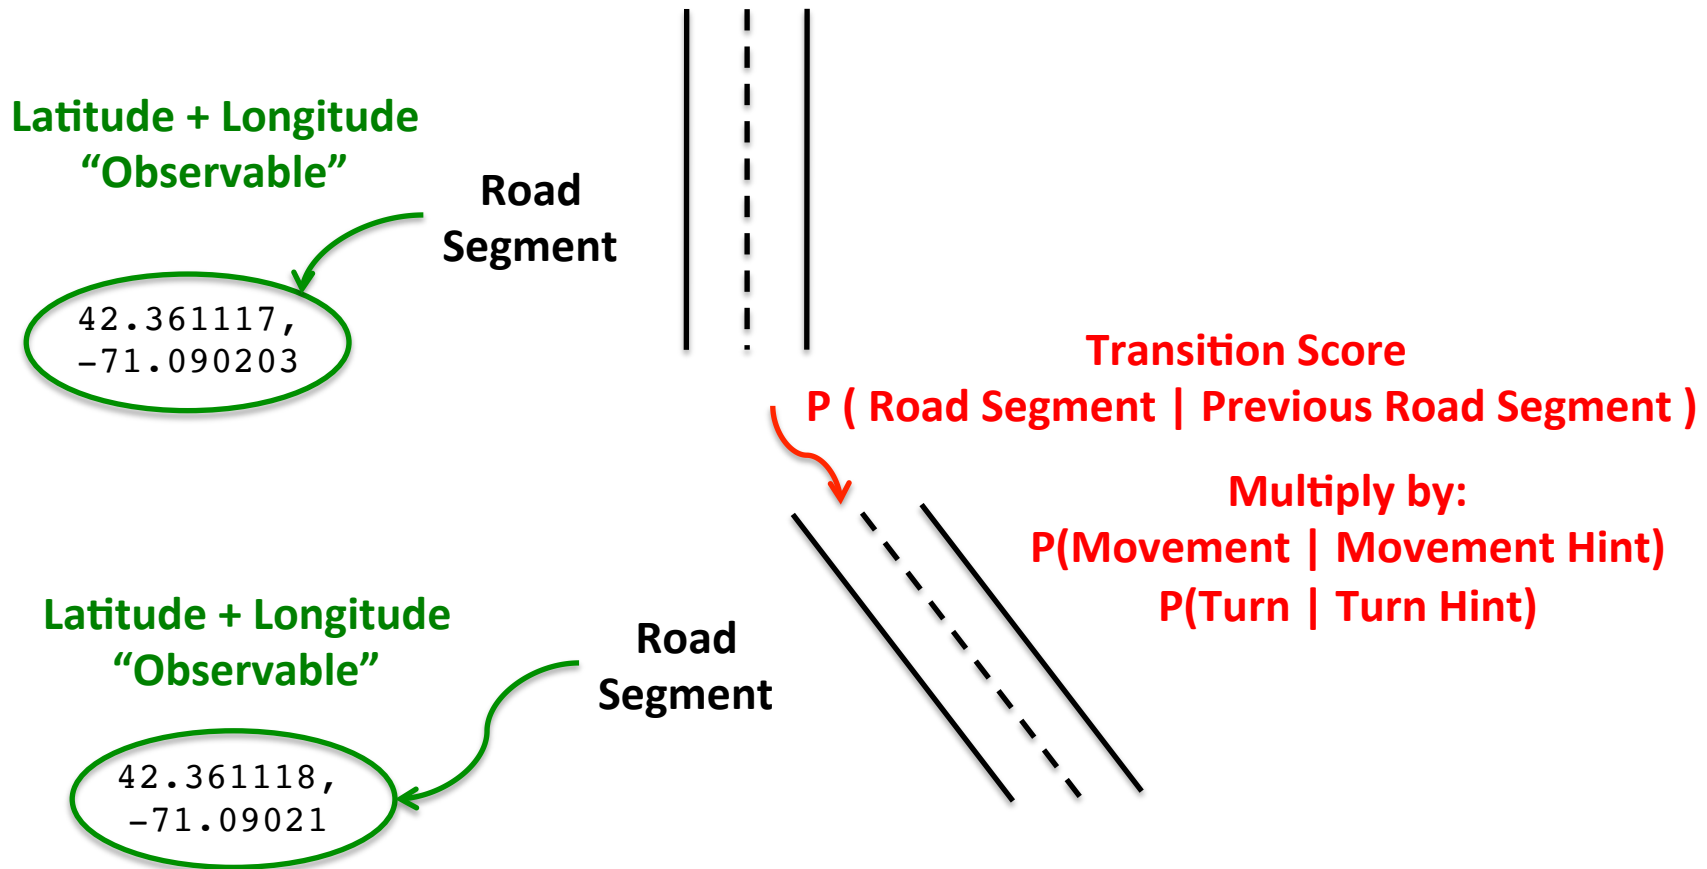 Latitude + Longitude
“Observable”
Road
Segment
42.361117,
-71.090203
Transition Score
P ( Road Segment | Previous Road Segment )
Multiply by:
P(Movement | Movement Hint)
P(Turn | Turn Hint)
Latitude + Longitude
“Observable”
Road
Segment
42.361118,
-71.09021